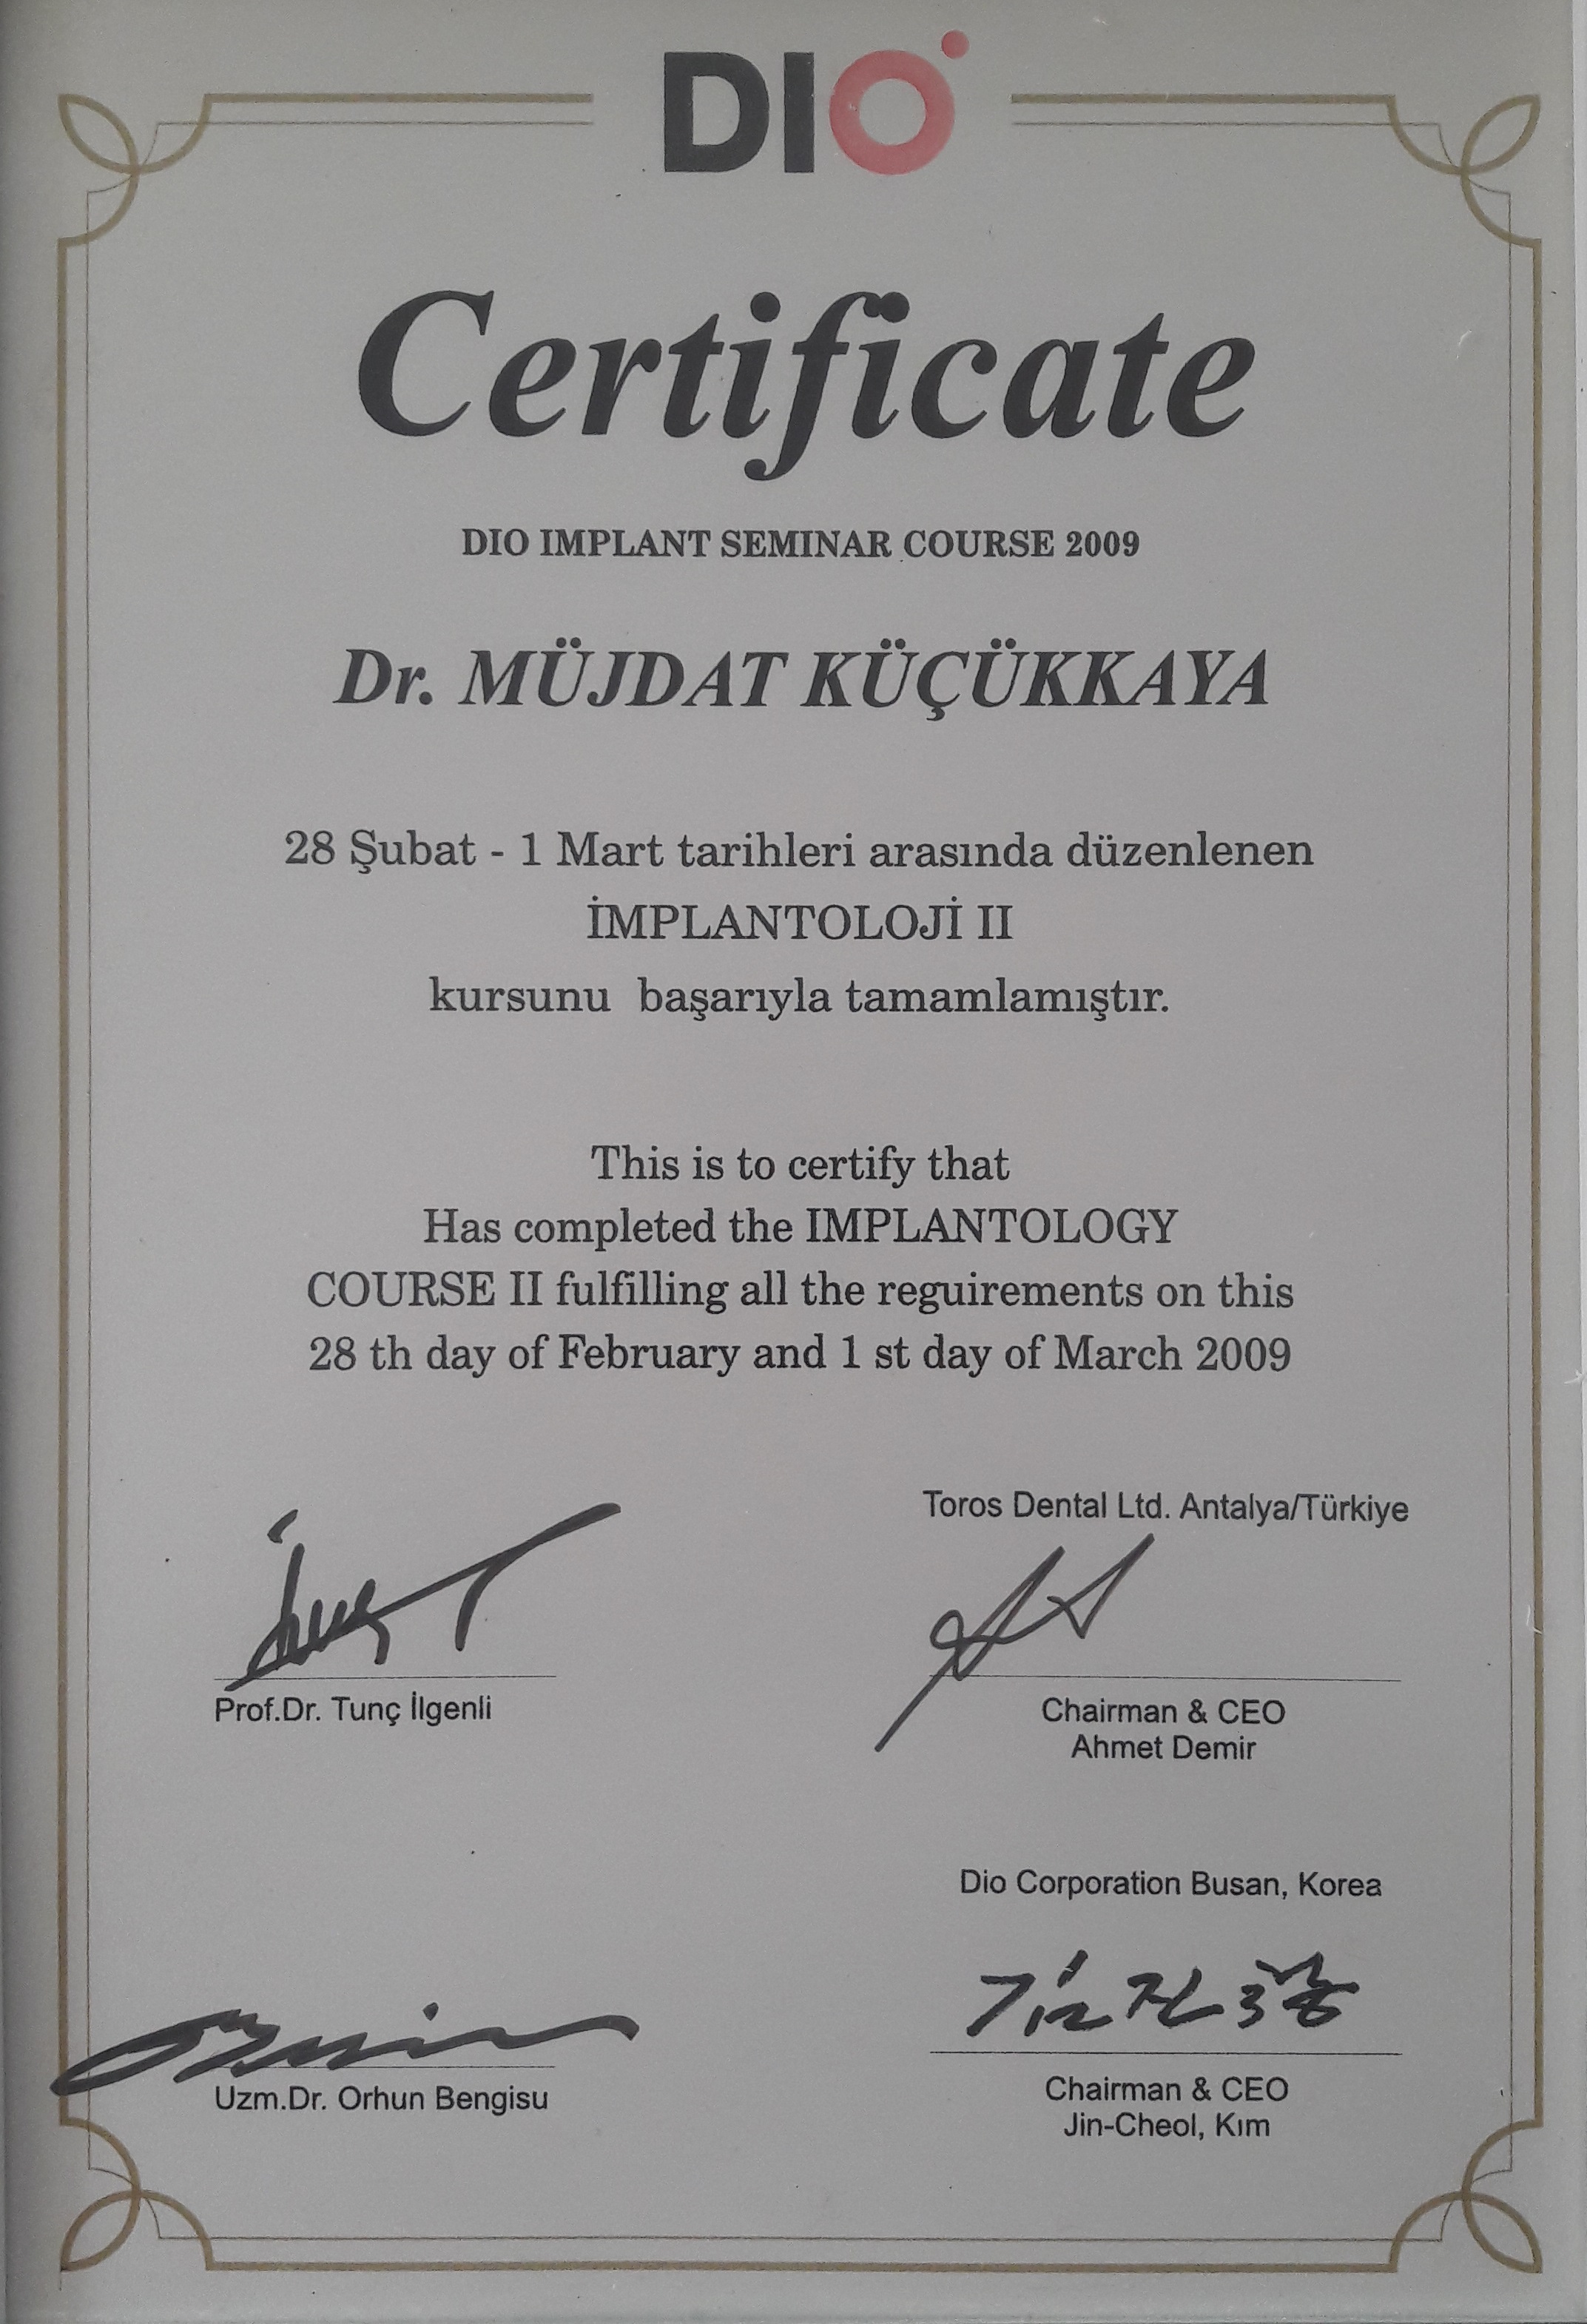 DIO
Certificate
DIO IMPLANT SEMINAR COURSE 2009
Dr. MÜJDAT KÜÇÜKKAYA
28 Şubat - 1 Mart tarihleri arasında düzenlenen
İMPLANTOLOJİ II
kursunu başarıyla tamamlamıştır.
This is to certify that
Has completed the IMPLANTOLOGY
COURSE II fulfilling all the reguirements on this
28 th day of February and 1 st day of March 2009
Toros Dental Ltd. Antalya/Türkiye
Prof.Dr. Tunç İlgenli
Chairman & CEO
Ahmet Demir
Dio Corporation Busan, Korea
김진철
Uzm.Dr. Orhun Bengisu
Chairman & CEO
Jin-Cheol, Kım